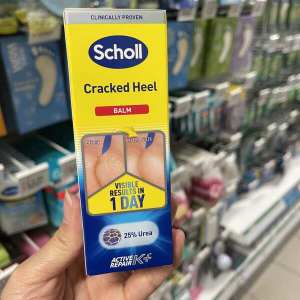 CLINICALLY PROVEN
Scholl
Cracked Heel
BALM
VISIBLE
RESULTS IN
1 DAY
25% Urea
ACTIVE
REPAIR K+